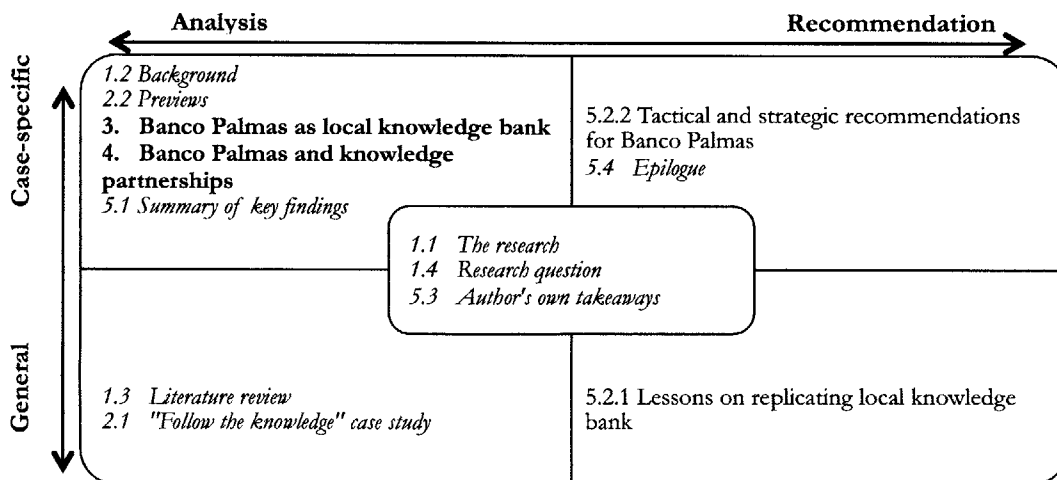 Analysis
Recommendation
Case-specific
General
1.2 Background
2.2 Previews
3. Banco Palmas as local knowledge bank
4. Banco Palmas and knowledge
partnerships
5.1 Summary of key findings
5.2.2 Tactical and strategic recommendations
for Banco Palmas
5.4 Epilogue
1.1 The research
1.4 Research question
5.3 Author's own takeaways
1.3 Literature review
2.1 "Follow the knowledge" case study
5.2.1 Lessons on replicating local knowledge
bank